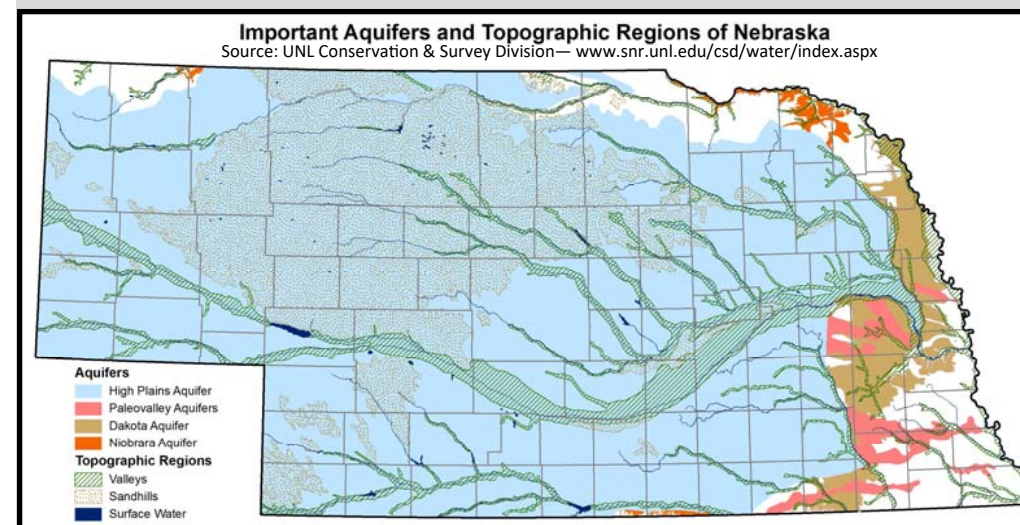 Important Aquifers and Topographic Regions of Nebraska
Source: UNL Conservation & Survey Division— www.snr.unl.edu/csd/water/index.aspx
Aquifers
High Plains Aquifer
Paleovalley Aquifers
Dakota Aquifer
Niobrara Aquifer
Topographic Regions
Valleys
Sandhills
Surface Water